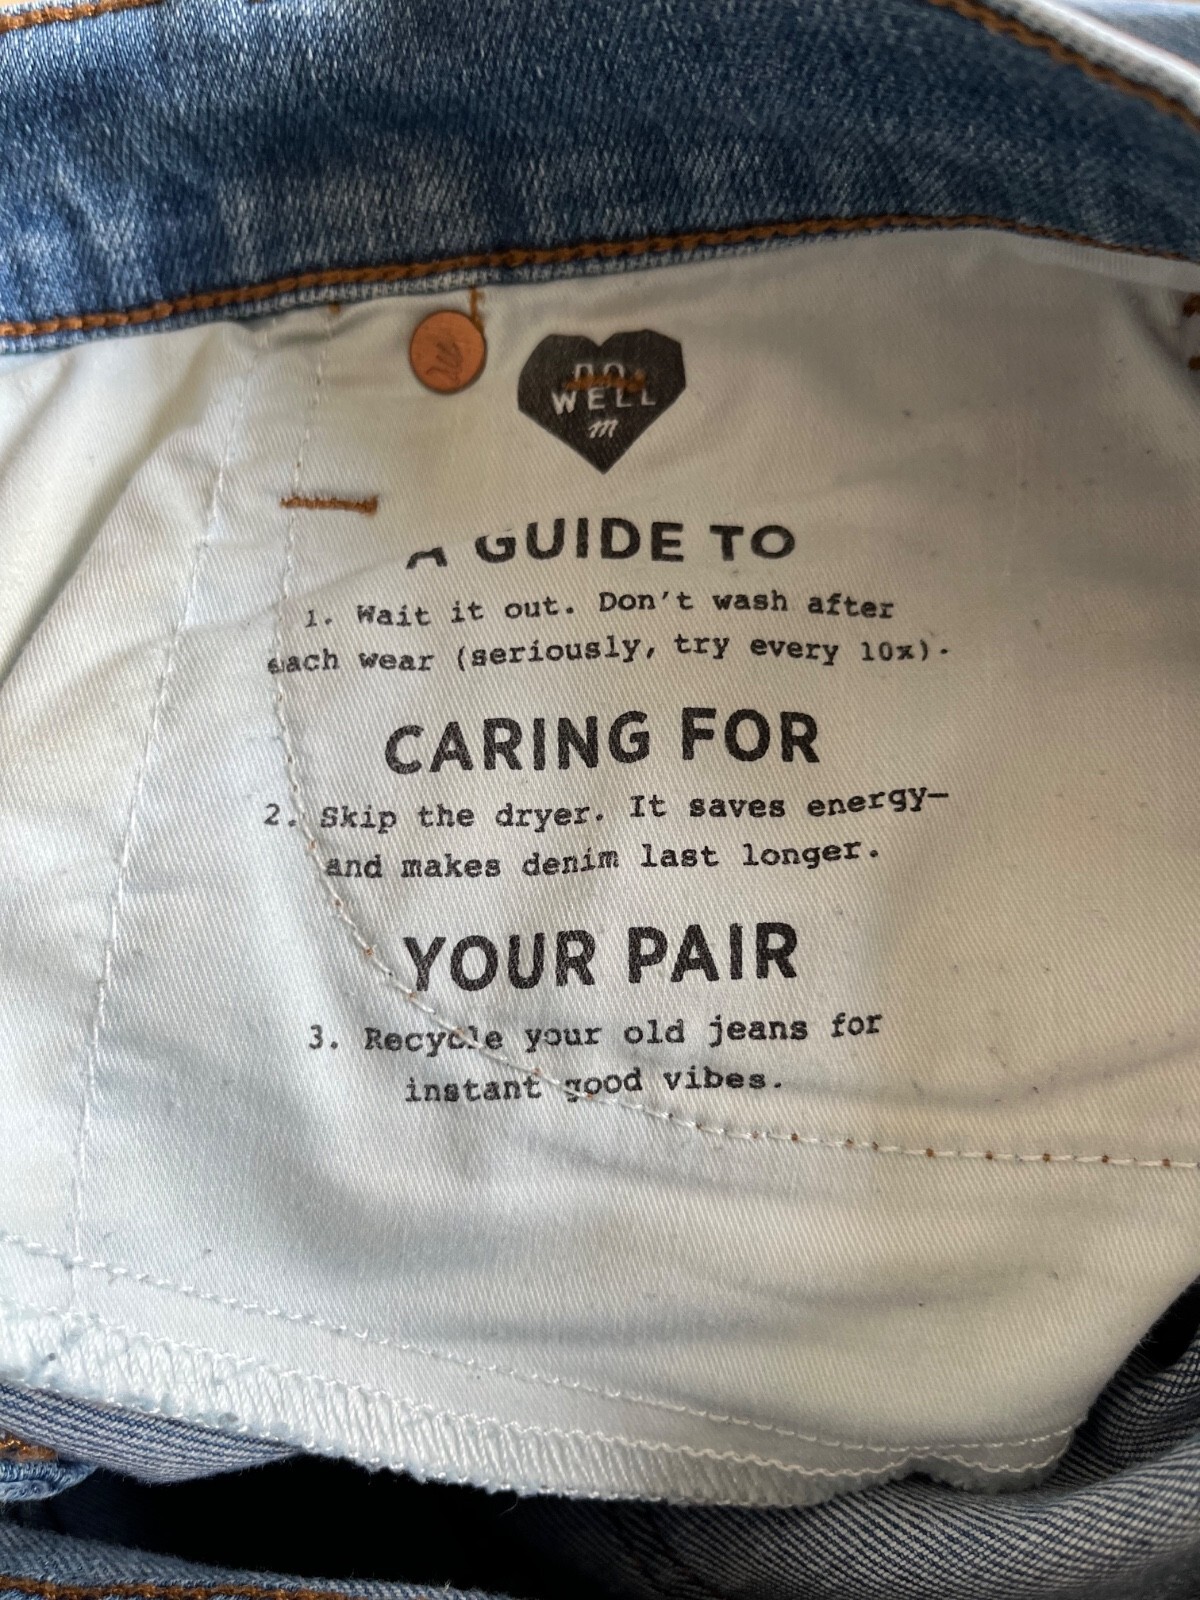 DO
WELL
m
A GUIDE TO
1. Wait it out. Don't wash after
each wear (seriously, try every 10x).
CARING FOR
2. Skip the dryer. It saves energy—
and makes denim last longer.
YOUR PAIR
3. Recycle your old jeans for
instant good vibes.